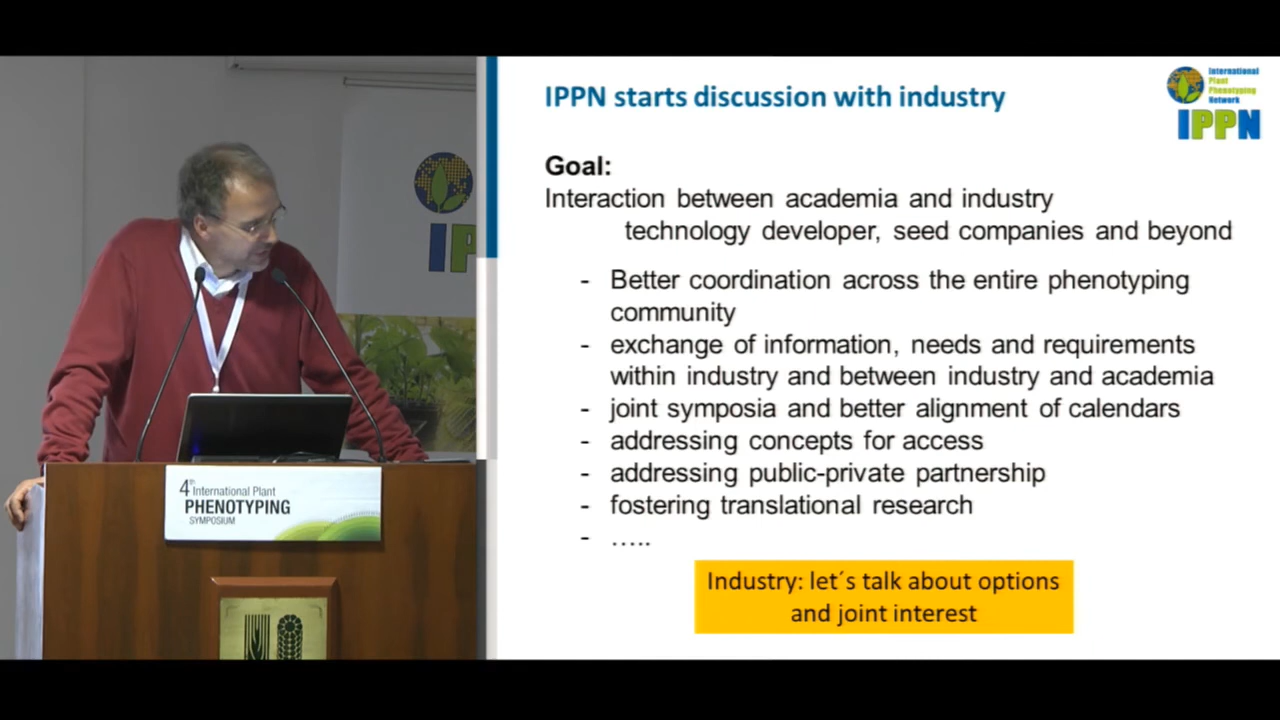 IPPN starts discussion with industry
International
Plant
Phenotyping
Network
IPPN
Goal:
Interaction between academia and industry
technology developer, seed companies and beyond
- Better coordination across the entire phenotyping
community
- exchange of information, needs and requirements
within industry and between industry and academia
- joint symposia and better alignment of calendars
- addressing concepts for access
- addressing public-private partnership
- fostering translational research
- …..
Industry: let´s talk about options
and joint interest
IP
4th International Plant
PHENOTYPING
SYMPOSIUM